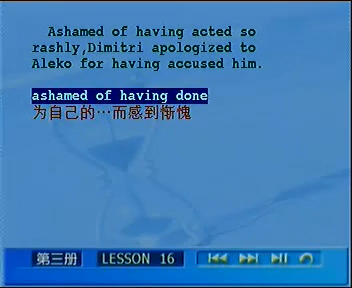 Ashamed of having acted so
rashly,Dimitri apologized to
Aleko for having accused him.
ashamed of having done
为自己的…而感到惭愧
第三册 LESSON 16